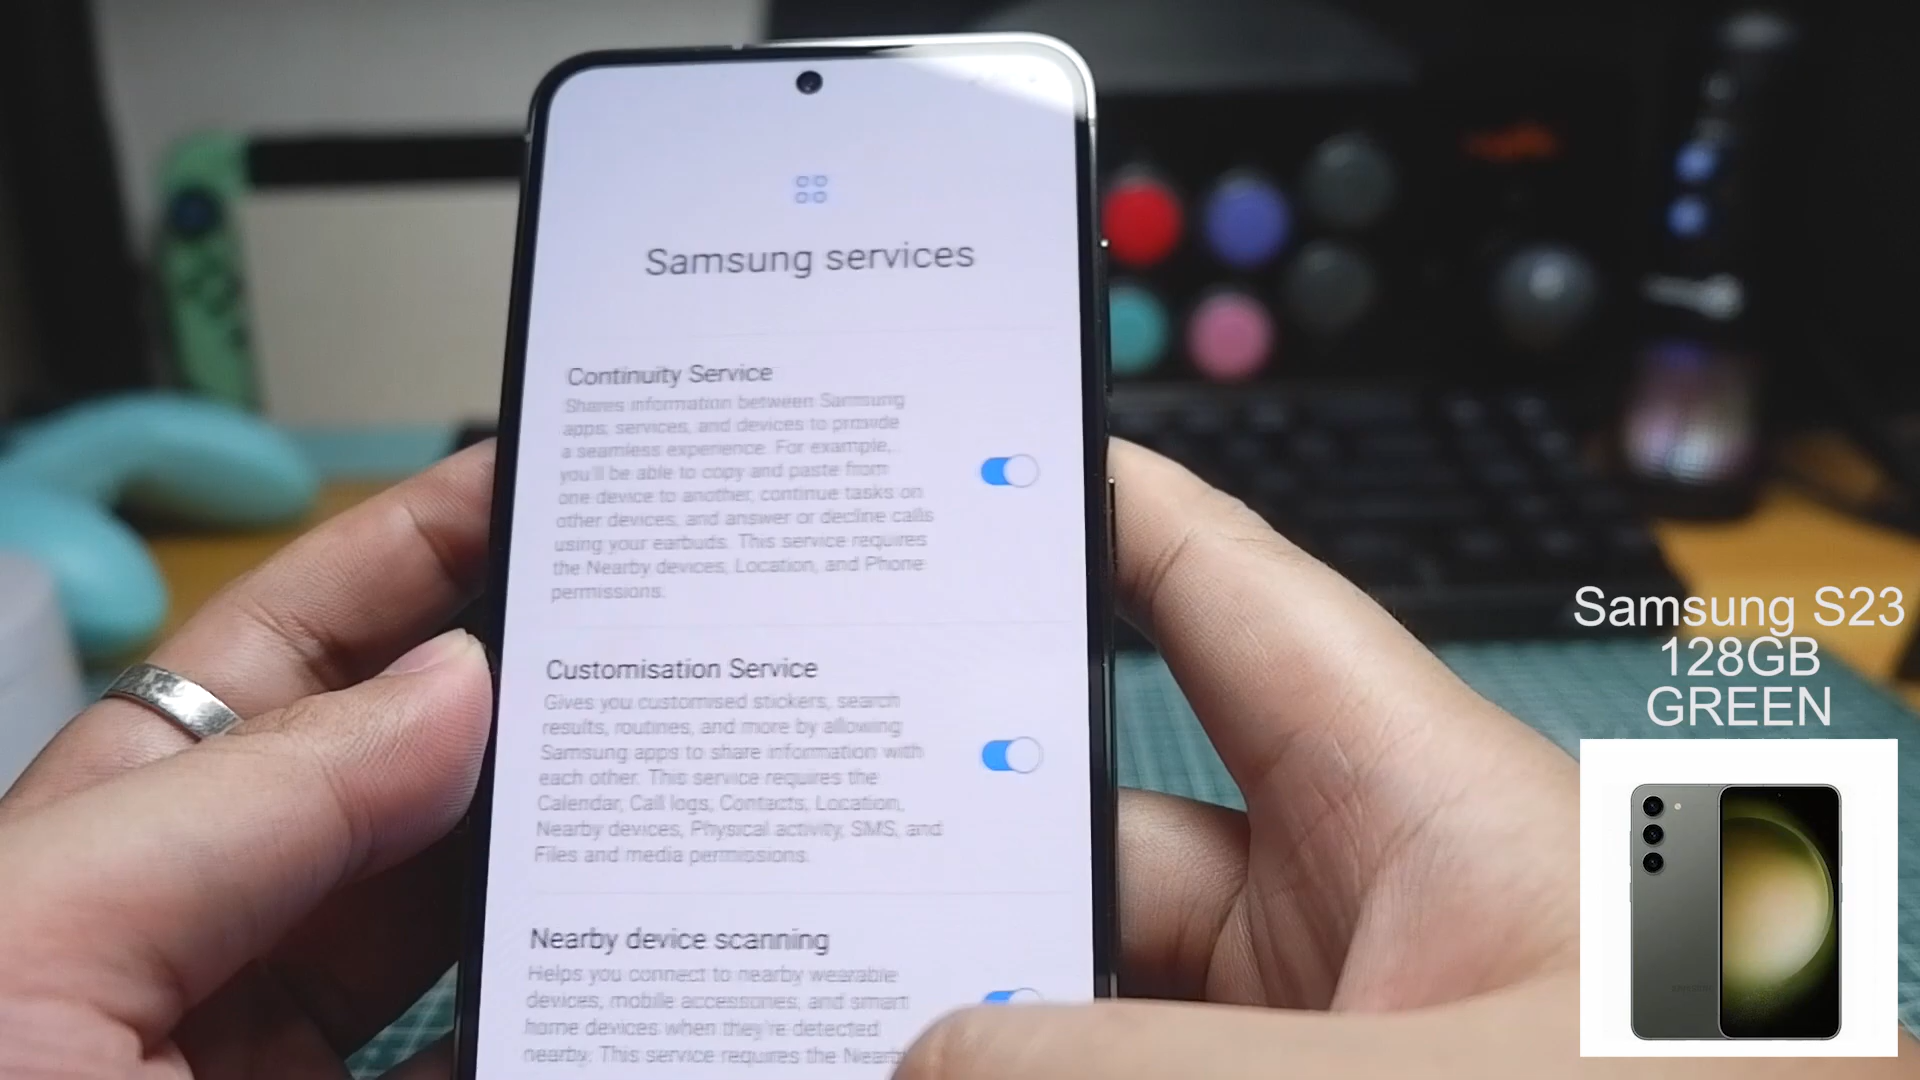 Samsung services
Continuity Service
Shares information between Samsung
apps, services, and devices to provide
a seamless experience. For example,
you'll be able to copy and paste from
one device to another, continue tasks on
other devices, and answer or decline calls
using your earbuds. This service requires
the Nearby devices, Location, and Phone
permissions.
Customisation Service
Gives you customised stickers, search
results, routines, and more by allowing
Samsung apps to share information with
each other. This service requires the
Calendar, Call logs, Contacts, Location,
Nearby devices, Physical activity, SMS, and
Files and media permissions.
Nearby device scanning
Helps you connect to nearby wearable
devices, mobile accessories, and smart
home devices when they're detected
nearby. This service requires the
Samsung S23
128GB
GREEN